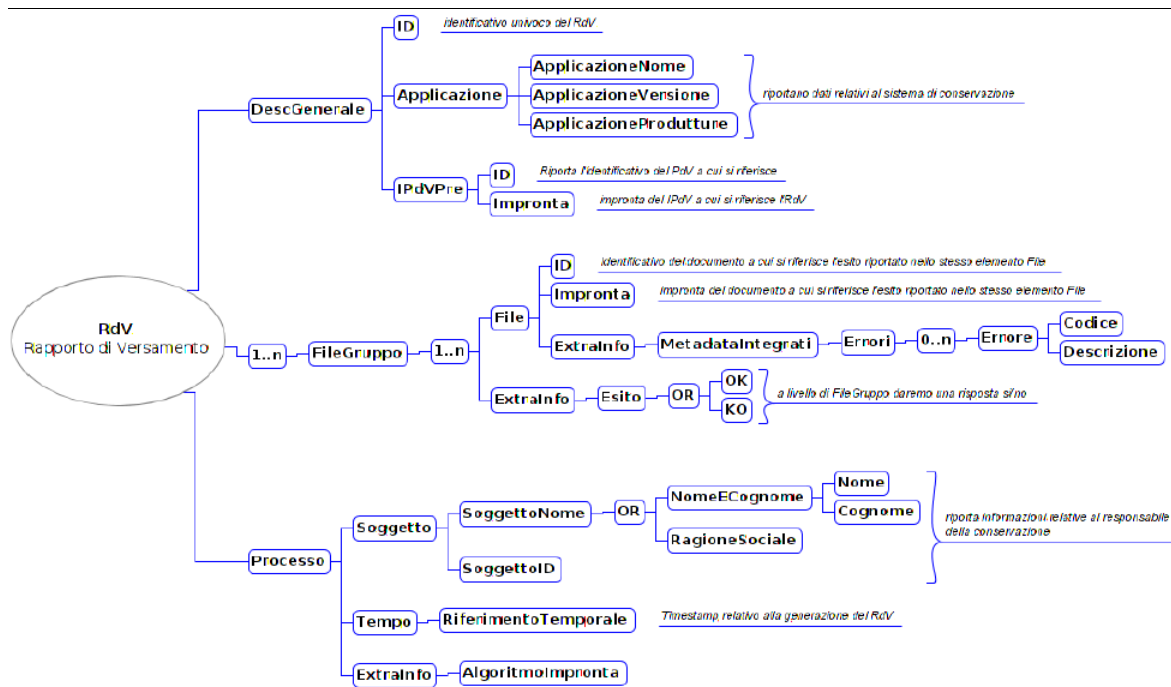 ID
identificativo univoco del RdV
ApplicazioneNome
Applicazione
ApplicazioneVersione
riportano dati relativi al sistema di conservazione
DescGenerale
ApplicazioneProduttore
ID
Riporta l'identificativo del PdV a cui si riferisce
IPdVPre
Impronta
impronta del IPdV a cui si riferisce l'RdV
ID
identificativo del documento a cui si riferisce l'esito riportato nello stesso elemento File
Impronta
impronta del documento a cui si riferisce l'esito riportato nello stesso elemento File
File
Codice
RdV
Rapporto di Versamento
1..n
FileGruppo
1..n
ExtraInfo
MetadataIntegrati
Errori
0..n
Errore
Descrizione
OK
ExtraInfo
Esito
OR
a livello di FileGruppo daremo una risposta si/no
KO
Nome
NomeECognome
SoggettoNome
OR
Cognome
Soggetto
riporta informazioni relative al responsabile
della conservazione
RagioneSociale
Processo
SoggettoID
Tempo
RiferimentoTemporale
Timestamp relativo alla generazione del RdV
ExtraInfo
AlgoritmoImpronta